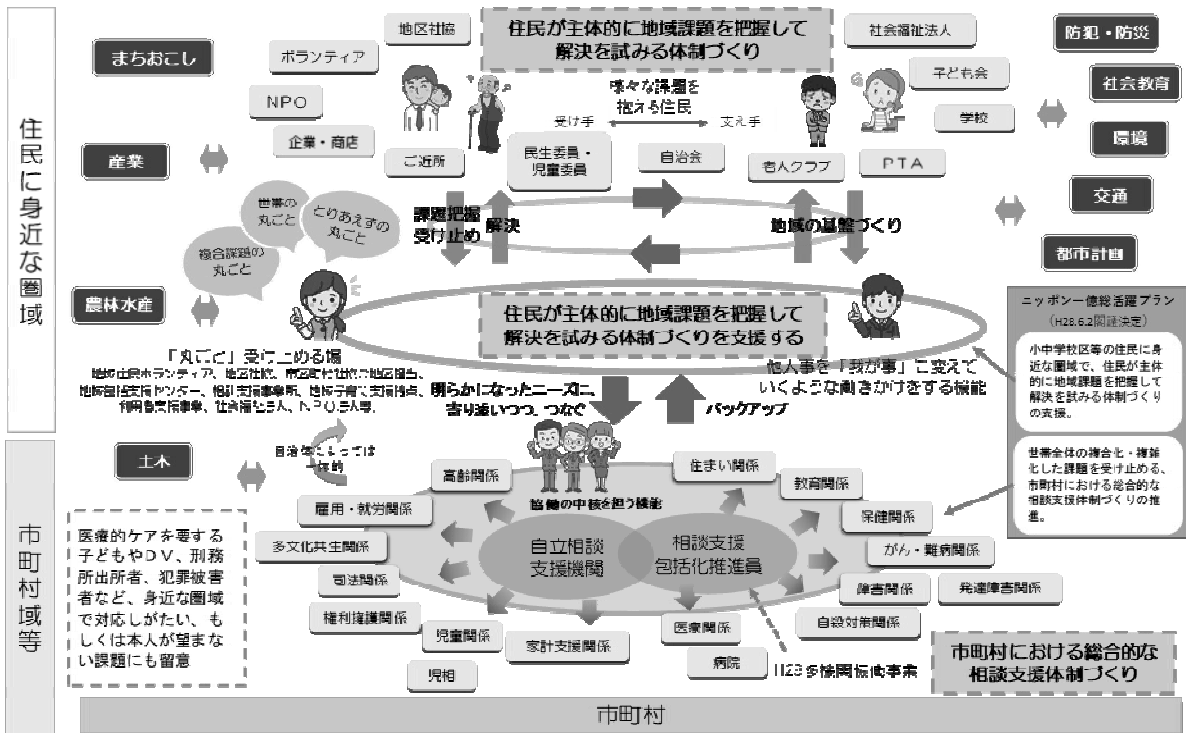 住民に身近な圏域
まちおこし
ボランティア
地区社協
住民が主体的に地域課題を把握して
解決を試みる体制づくり
社会福祉法人
防犯・防災
NPO
様々な課題を
抱える住民
子ども会
社会教育
企業・商店
受け手
支え手
学校
環境
産業
ご近所
民生委員・
児童委員
自治会
老人クラブ
PTA
交通
世帯の
丸ごと
とりあえずの
丸ごと
複合課題の
丸ごと
課題把握
受け止め
解決
地域の基盤づくり
都市計画
農林水産
住民が主体的に地域課題を把握して
解決を試みる体制づくりを支援する
ニッポン一億総活躍プラン
（H28.6.2閣議決定）
小中学校区等の住民に身
近な圏域で、住民が主体
的に地域課題を把握して
解決を試みる体制づくり
の支援。
世帯全体の複合化・複雑
化した課題を受け止める、
市町村における総合的な
相談支援体制づくりの推
進。
「丸ごと」受け止める場
他人事を「我が事」に変えて
いくような働きかけをする機能
明らかになったニーズに、
寄り添いつつ、つなぐ
バックアップ
市町村域等
土木
自治体によっては
一体的
協働の中核を担う機能
高齢関係
住まい関係
教育関係
雇用・就労関係
保健関係
多文化共生関係
自立相談
支援機関
相談支援
包括化推進員
がん・難病関係
司法関係
障害関係
発達障害関係
権利擁護関係
自殺対策関係
児童関係
家計支援関係
医療関係
児相
病院
医療的ケアを要する
子どもやDV、刑務
所出所者、犯罪被害
者など、身近な圏域
で対応しがたい、も
しくは本人が望まな
い課題にも留意
多機関協働事業
市町村における総合的な
相談支援体制づくり
市町村